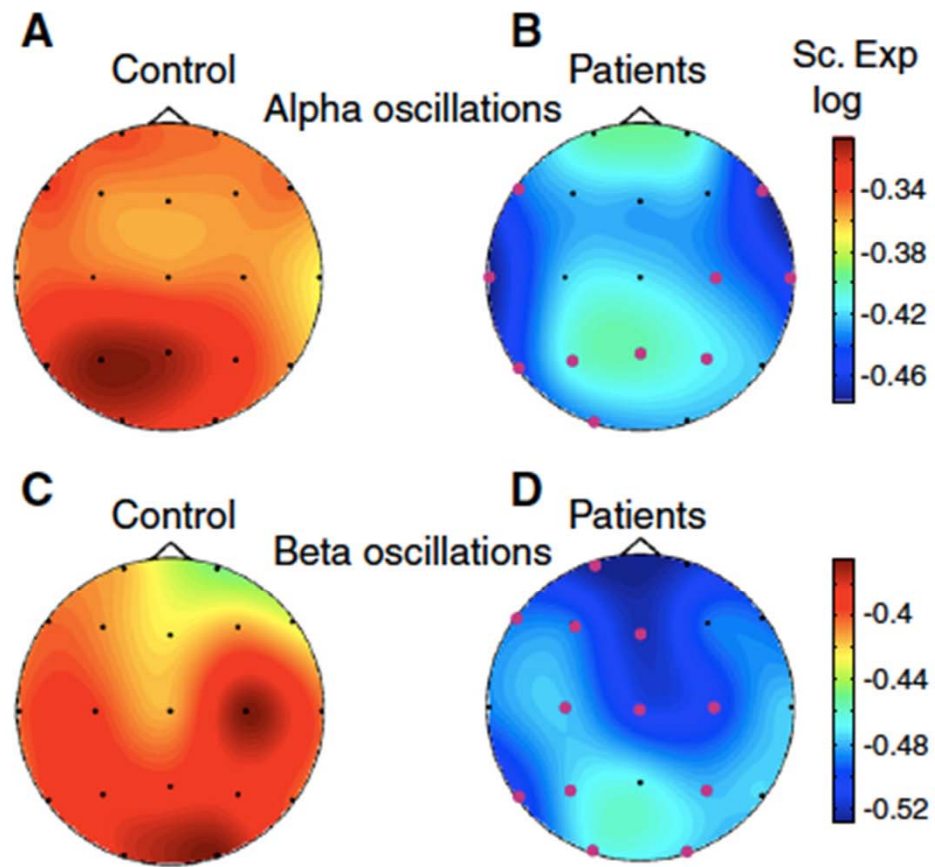 A
Control
Alpha oscillations
B
Patients
Sc. Exp
log
-0.34
-0.38
-0.42
-0.46
C
Control
Beta oscillations
D
Patients
-0.4
-0.44
-0.48
-0.52